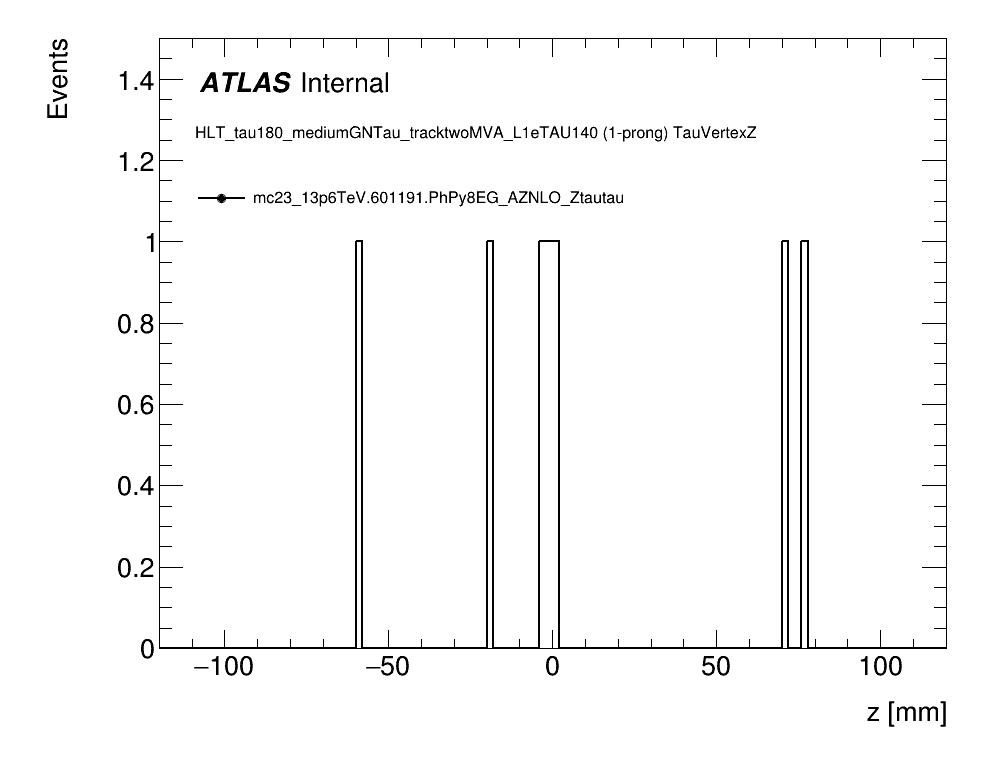 Events
ATLAS Internal
HLT_tau180_mediumGNTau_tracktwoMVA_L1eTAU140 (1-prong) TauVertexZ
mc23_13p6TeV.601191.PhPy8EG_AZNLO_Ztautau
1.4
1.2
1
0.8
0.6
0.4
0.2
0
−100 −50 0 50 100
z [mm]